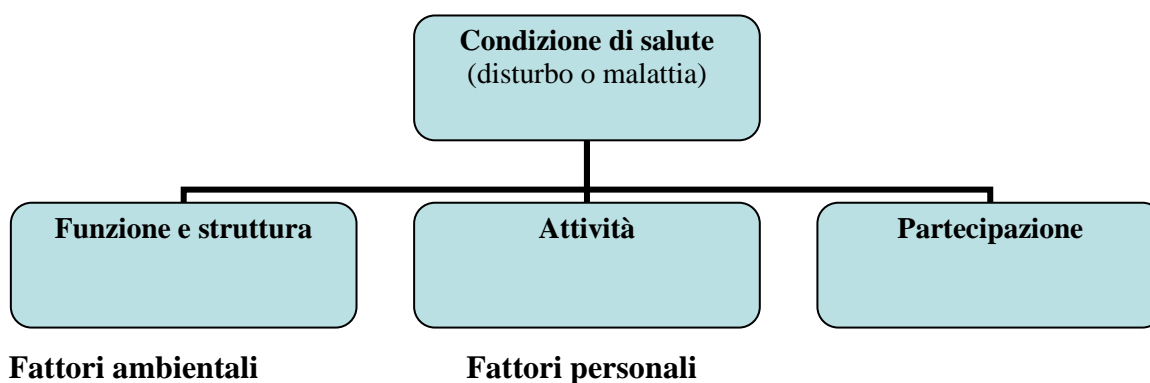 Condizione di salute
(disturbo o malattia)
Funzione e struttura
Attività
Partecipazione
Fattori ambientali
Fattori personali